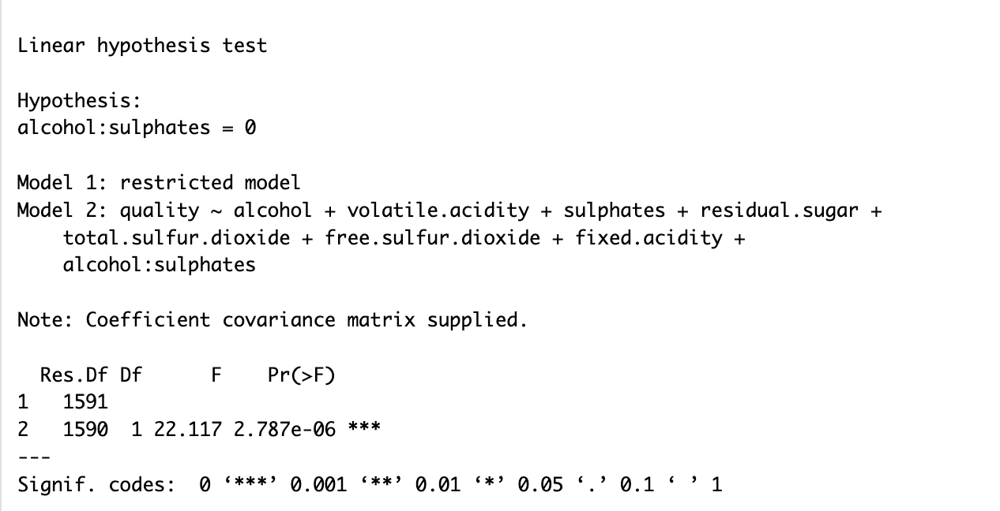 Linear hypothesis test
Hypothesis:
alcohol:sulphates = 0
Model 1: restricted model
Model 2: quality ~ alcohol + volatile.acidity + sulphates + residual.sugar +
    total.sulfur.dioxide + free.sulfur.dioxide + fixed.acidity +
    alcohol:sulphates
Note: Coefficient covariance matrix supplied.
  Res.Df Df      F    Pr(>F)
1   1591
2   1590  1 22.117 2.787e-06 ***
---
Signif. codes:  0 ‘***’ 0.001 ‘**’ 0.01 ‘*’ 0.05 ‘.’ 0.1 ‘ ’ 1